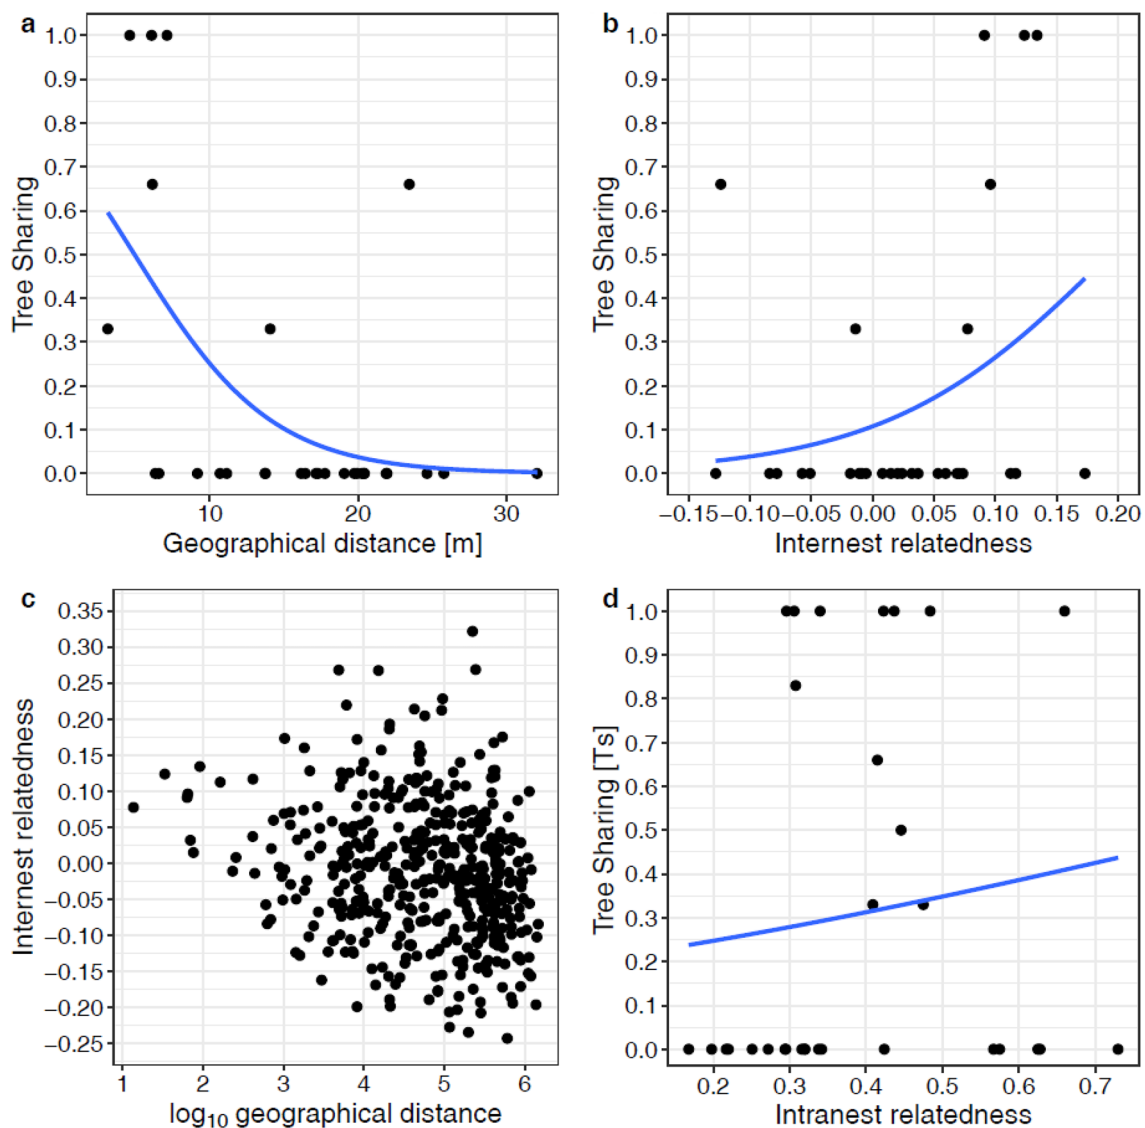 a
1.0
0.9
0.8
0.7
0.6
0.5
0.4
0.3
0.2
0.1
0.0
Tree Sharing
10 20 30
Geographical distance [m]
b
1.0
0.9
0.8
0.7
0.6
0.5
0.4
0.3
0.2
0.1
0.0
Tree Sharing
−0.15 −0.10 −0.05 0.00 0.05 0.10 0.15 0.20
Internest relatedness
c
0.35
0.30
0.25
0.20
0.15
0.10
0.05
0.00
−0.05
−0.10
−0.15
−0.20
−0.25
Internest relatedness
1 2 3 4 5 6
log10 geographical distance
d
1.0
0.9
0.8
0.7
0.6
0.5
0.4
0.3
0.2
0.1
0.0
Tree Sharing [Ts]
0.2 0.3 0.4 0.5 0.6 0.7
Intranest relatedness